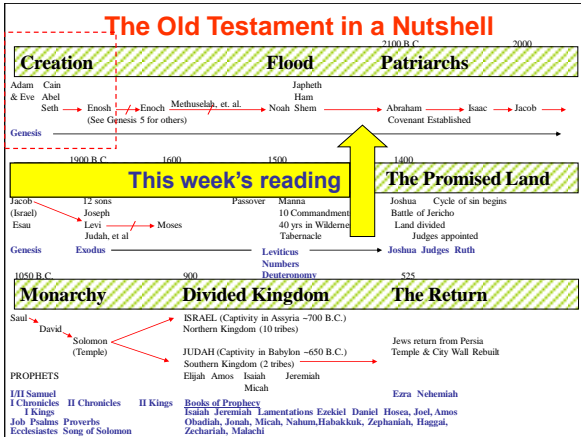 The Old Testament in a Nutshell
2100 B.C. 2000
Creation Flood Patriarchs
Adam Cain Japheth
& Eve Abel Ham
Seth Enosh Enoch Methuselah, et. al. Noah Shem Abraham Isaac Jacob
(See Genesis 5 for others) Covenant Established
Genesis
1900 B.C. 1600 1500 1400
This week's reading The Promised Land
Jacob 12 sons Passover Manna Joshua Cycle of sin begins
(Israel) Joseph 10 Commandment Battle of Jericho
Esau Levi Moses 40 yrs in Wilderne Land divided
Judah, et al Tabernacle Judges appointed
Genesis Exodus Leviticus Joshua Judges Ruth
Numbers
Deuteronomy
1050 B.C. 900 525
Monarchy Divided Kingdom The Return
Saul ISRAEL (Captivity in Assyria ~700 B.C.)
David Northern Kingdom (10 tribes)
Solomon Jews return from Persia
(Temple) JUDAH (Captivity in Babylon ~650 B.C.) Temple & City Wall Rebuilt
Southern Kingdom (2 tribes)
PROPHETS Elijah Amos Isaiah Jeremiah
Micah
I/II Samuel Ezra Nehemiah
I Chronicles II Chronicles II Kings Books of Prophecy
I Kings Isaiah Jeremiah Lamentations Ezekiel Daniel Hosea, Joel, Amos
Job Psalms Proverbs Obadiah, Jonah, Micah, Nahum,Habakkuk, Zephaniah, Haggai,
Ecclesiastes Song of Solomon Zechariah, Malachi